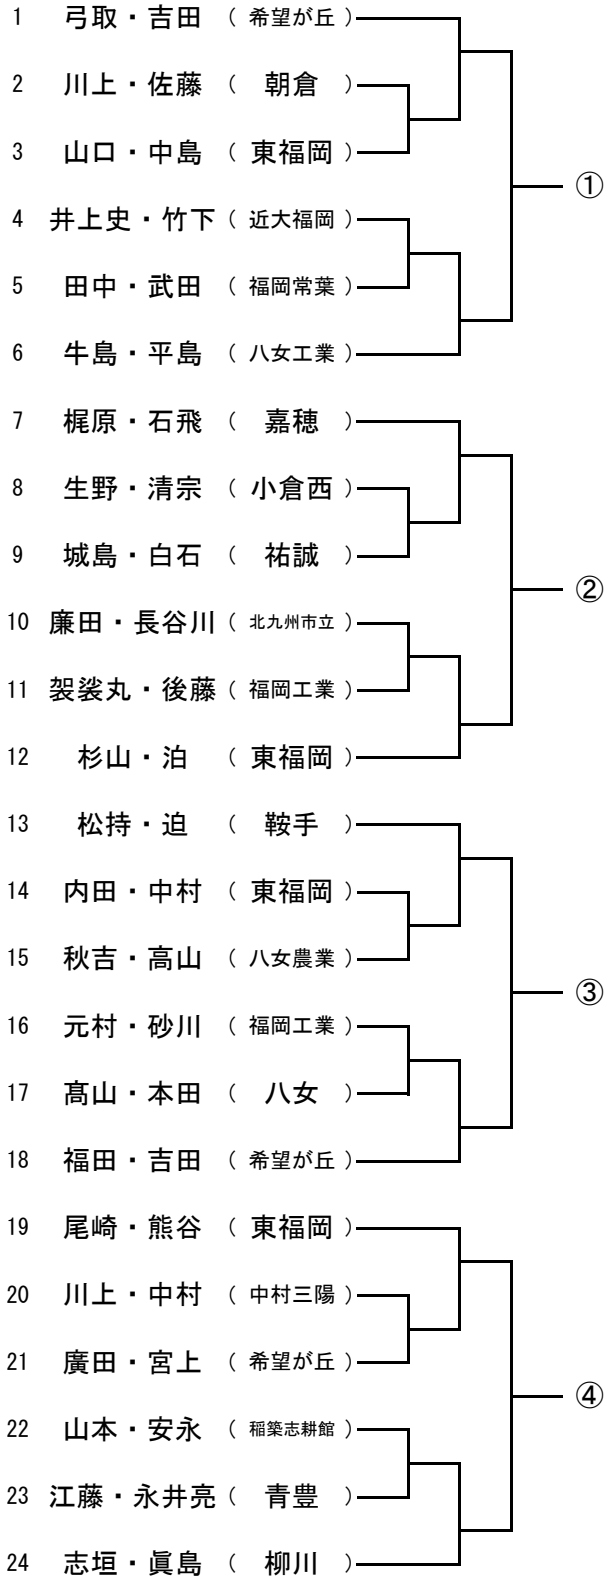 1 弓取・吉田 （ 希望が丘 ）
2 川上・佐藤 （ 朝倉 ）
3 山口・中島 （ 東福岡 ）
①
4 井上史・竹下 （ 近大福岡 ）
5 田中・武田 （ 福岡常葉 ）
6 牛島・平島 （ 八女工業 ）
7 梶原・石飛 （ 嘉穂 ）
8 生野・清宗 （ 小倉西 ）
9 城島・白石 （ 祐誠 ）
②
10 廉田・長谷川 （ 北九州市立 ）
11 袈裟丸・後藤 （ 福岡工業 ）
12 杉山・泊 （ 東福岡 ）
13 松持・迫 （ 鞍手 ）
14 内田・中村 （ 東福岡 ）
15 秋吉・高山 （ 八女農業 ）
③
16 元村・砂川 （ 福岡工業 ）
17 髙山・本田 （ 八女 ）
18 福田・吉田 （ 希望が丘 ）
19 尾崎・熊谷 （ 東福岡 ）
20 川上・中村 （ 中村三陽 ）
21 廣田・宮上 （ 希望が丘 ）
④
22 山本・安永 （ 稲築志耕館 ）
23 江藤・永井亮 （ 青豊 ）
24 志垣・眞島 （ 柳川 ）